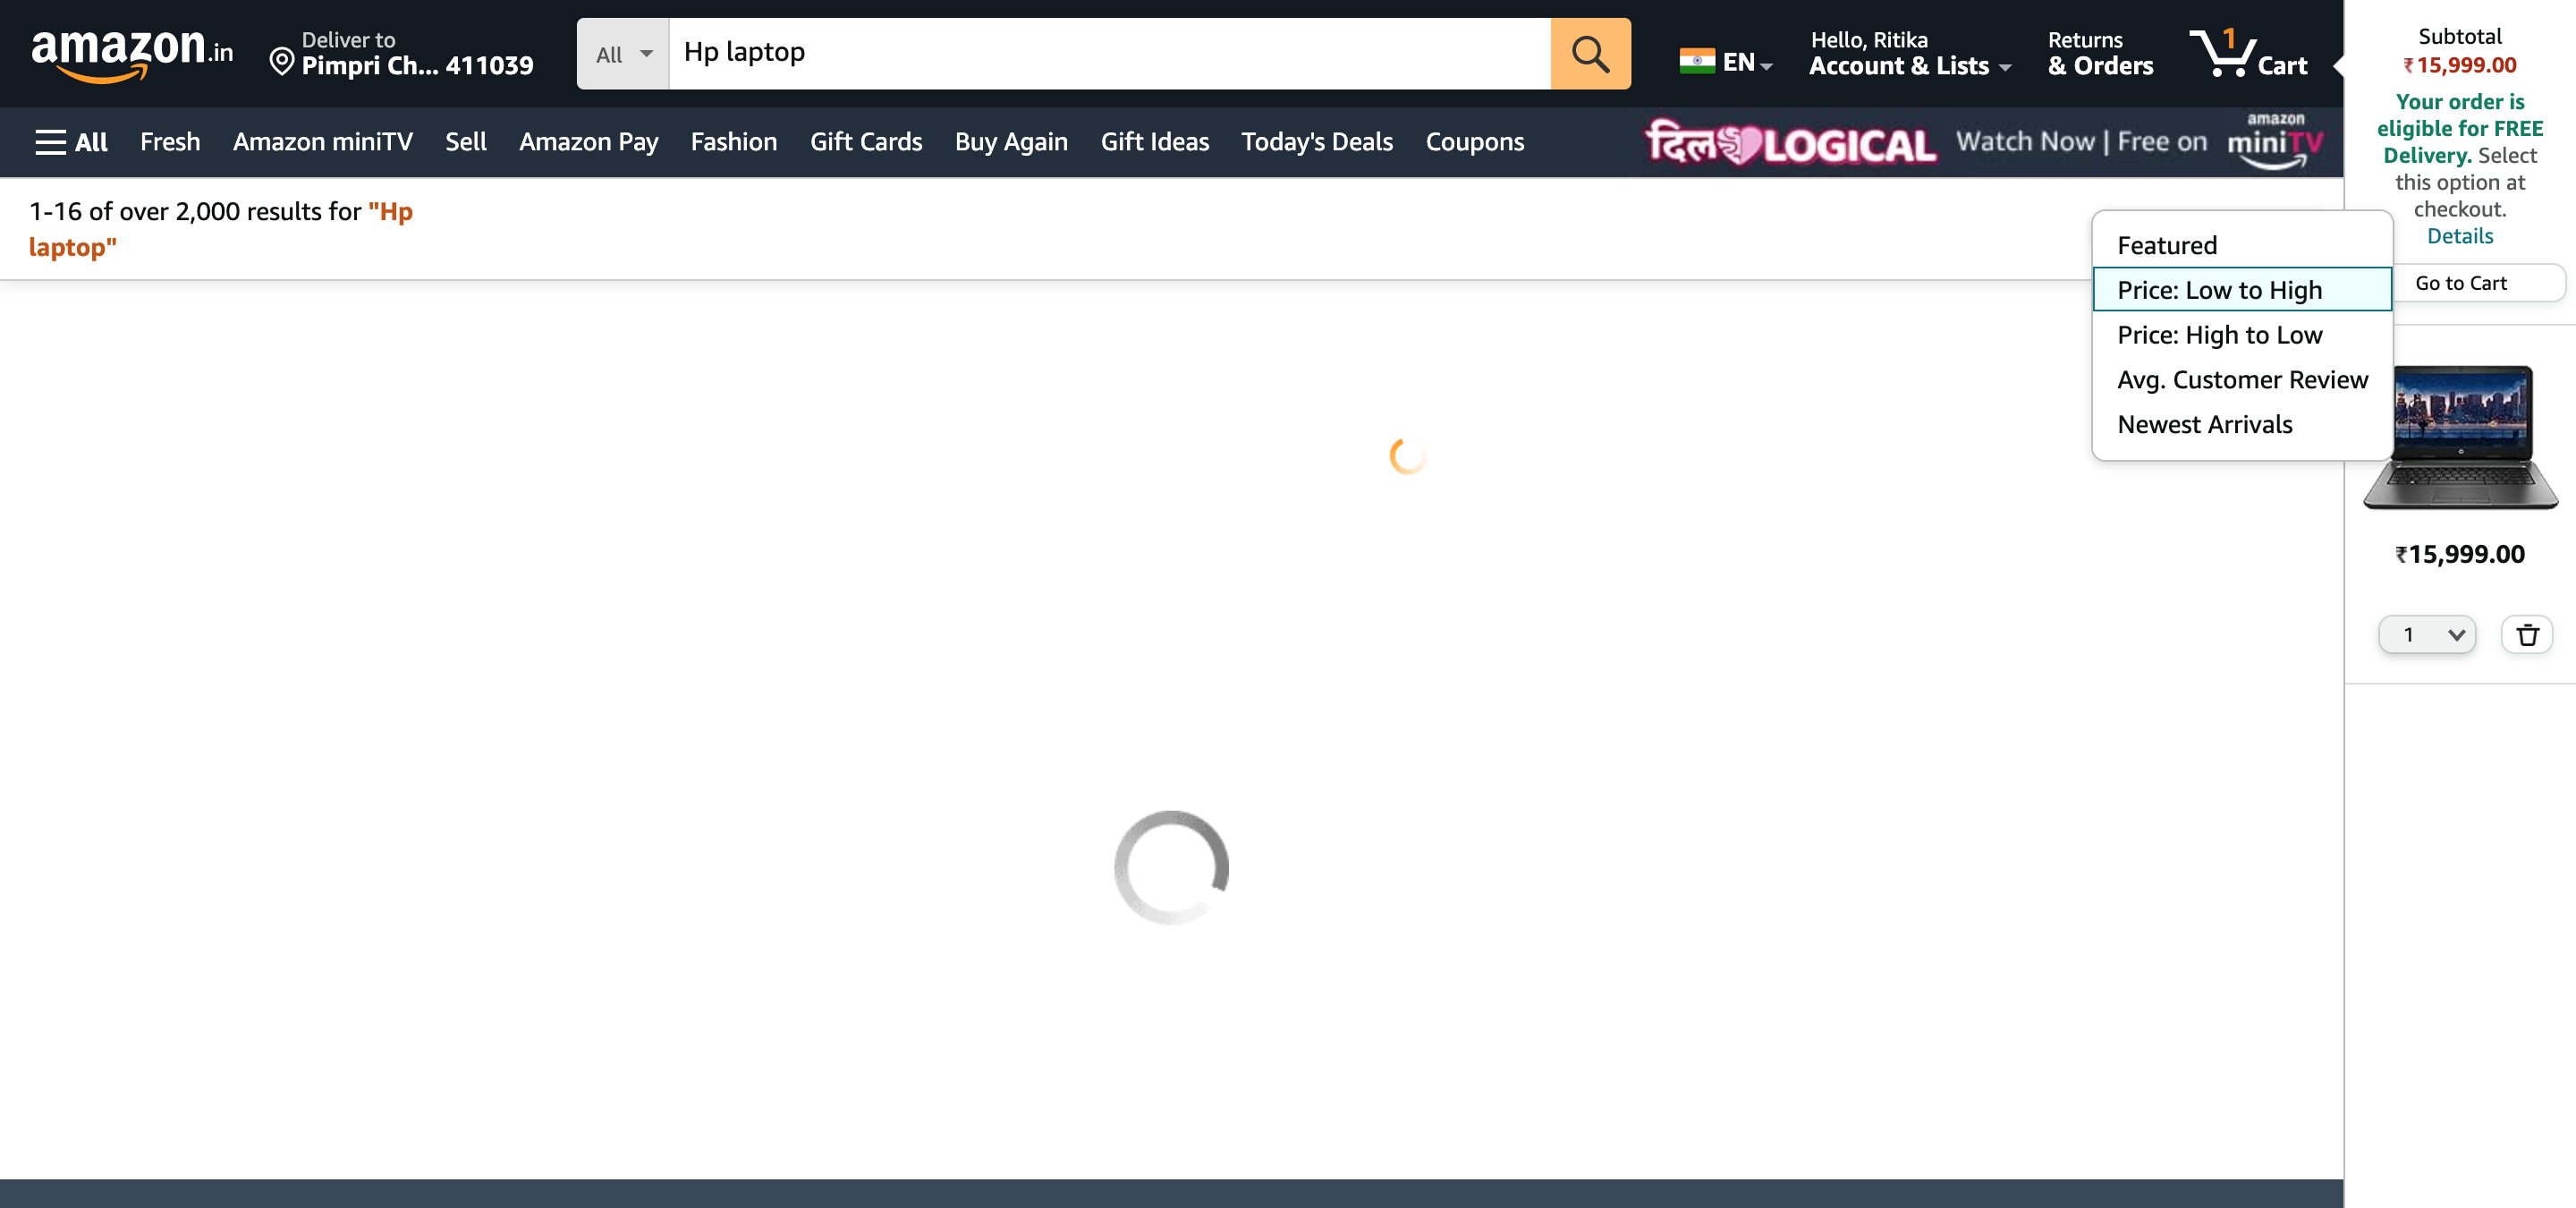 amazon.in
Deliver to
Pimpri Ch... 411039
All
Hp laptop
EN
Hello, Ritika
Account & Lists
Returns
& Orders
1
Cart
All
Fresh
Amazon miniTV
Sell
Amazon Pay
Fashion
Gift Cards
Buy Again
Gift Ideas
Today's Deals
Coupons
दिल LOGICAL
Watch Now | Free on
amazon
miniTV
1-16 of over 2,000 results for "Hp
laptop"
Featured
Price: Low to High
Price: High to Low
Avg. Customer Review
Newest Arrivals
Subtotal
₹15,999.00
Your order is
eligible for FREE
Delivery. Select
this option at
checkout.
Details
Go to Cart
₹15,999.00
1